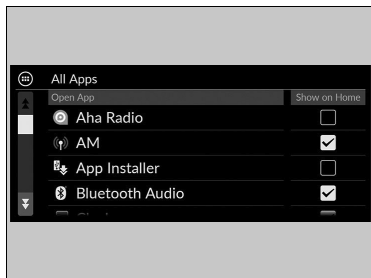 All Apps
Open App Show on Home
Aha Radio
AM
App Installer
Bluetooth Audio